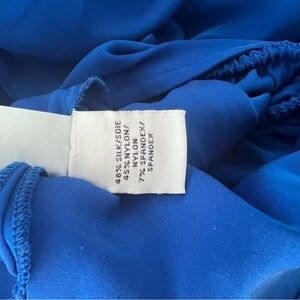 48% SILK/SOIE
45% NYLON/
NYLON
7% SPANDEX/
SPANDEX